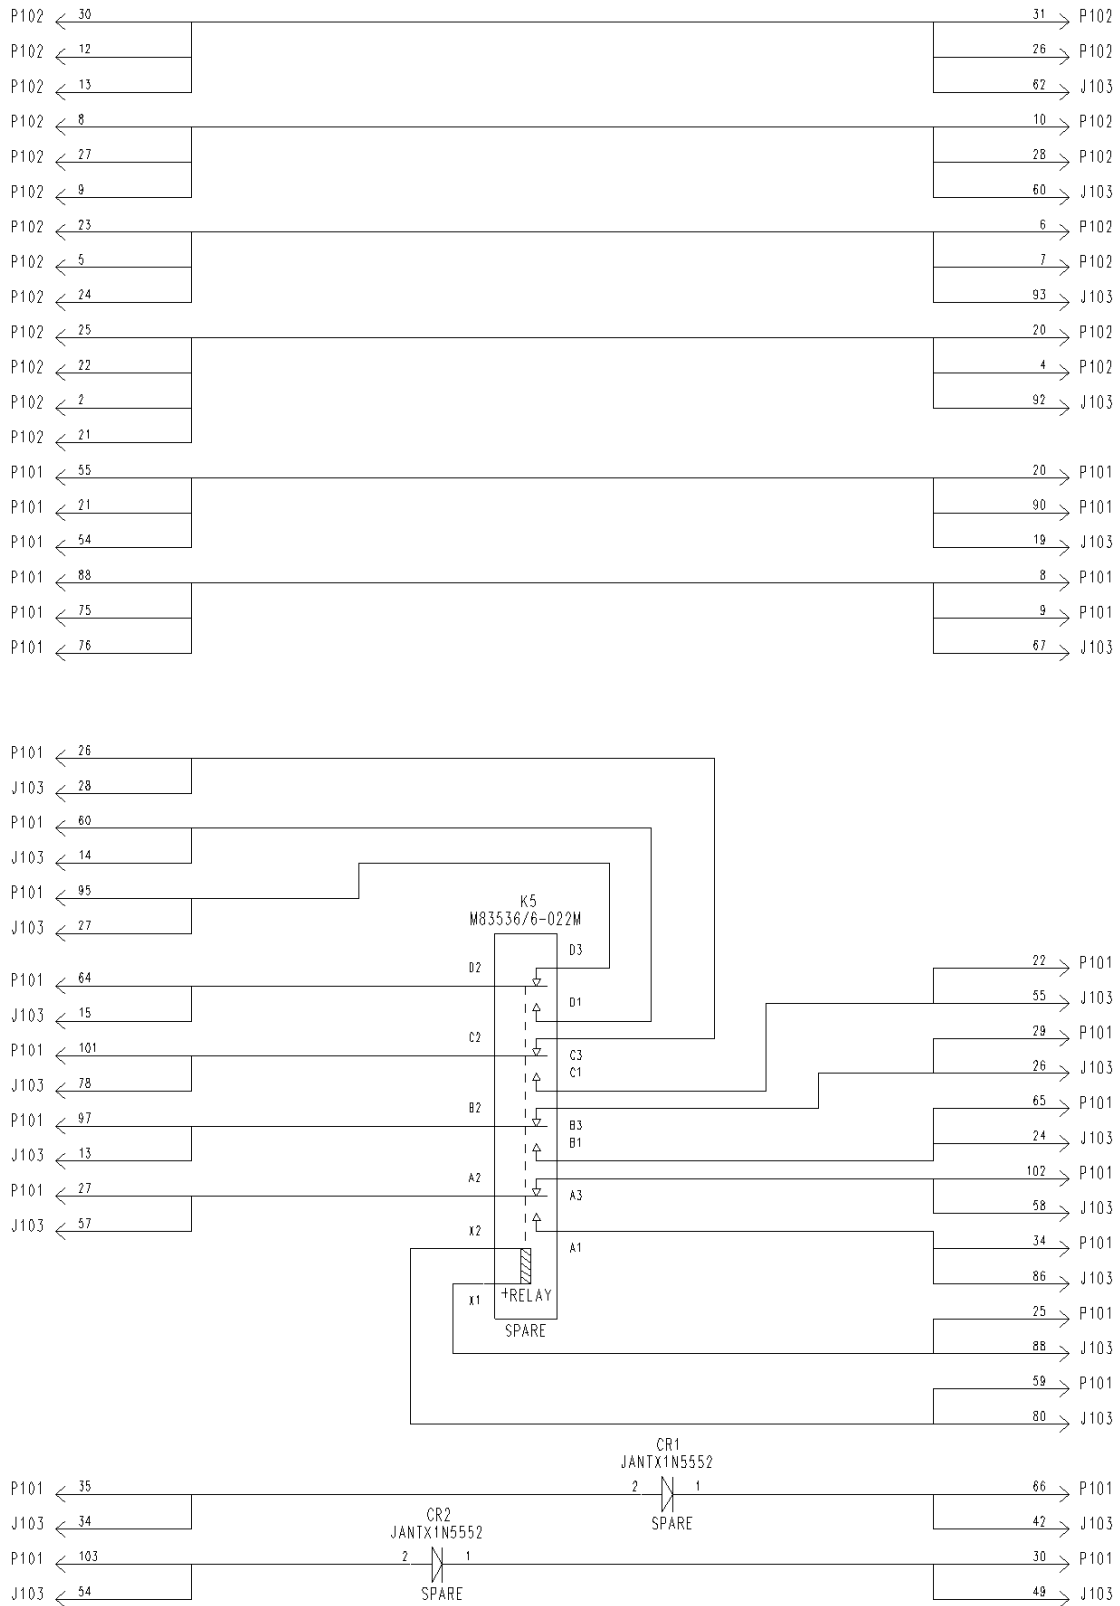 P102 30 31 P102
P102 12 26 P102
P102 13 62 J103
P102 8 10 P102
P102 27 28 P102
P102 9 60 J103
P102 23 6 P102
P102 5 7 P102
P102 24 93 J103
P102 25 20 P102
P102 22 4 P102
P102 2 92 J103
P102 21
P101 55 20 P101
P101 21 90 P101
P101 54 19 J103
P101 88 8 P101
P101 75 9 P101
P101 76 67 J103
P101 26
J103 28
P101 60
J103 14
P101 95
K5
M83536/6-022M
J103 27
D3
D2 22 P101
P101 64
D1 55 J103
J103 15
C2 29 P101
P101 101 C3
C1 26 J103
J103 78
B2 65 P101
P101 97 B3
B1 24 J103
J103 13
A2 102 P101
P101 27 A3
58 J103
J103 57
X2 34 P101
A1
86 J103
X1 +RELAY
25 P101
SPARE
88 J103
59 P101
80 J103
CR1
JANTX1N5552
P101 35 2 1 66 P101
J103 34 SPARE 42 J103
CR2
JANTX1N5552
P101 103 2 1 30 P101
J103 54 SPARE 49 J103